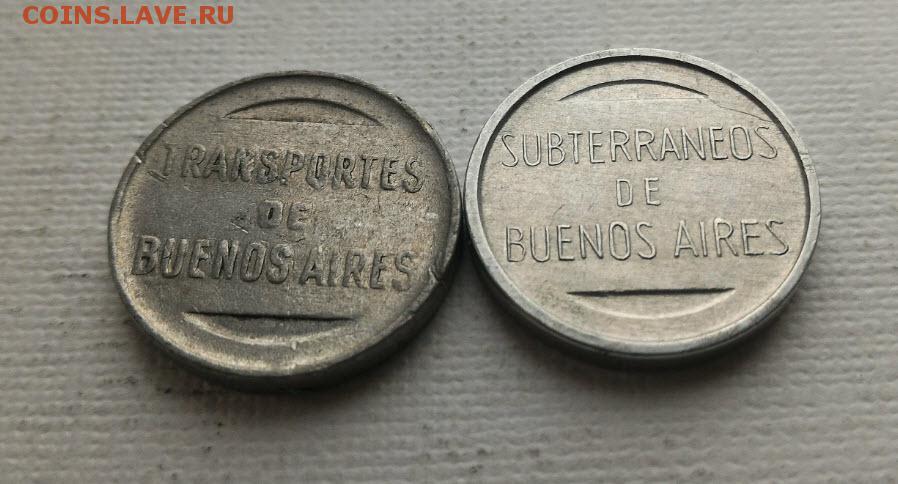 COINS.LAVE.RU
TRANSPORTES
DE
BUENOS AIRES
SUBTERRANEOS
DE
BUENOS AIRES